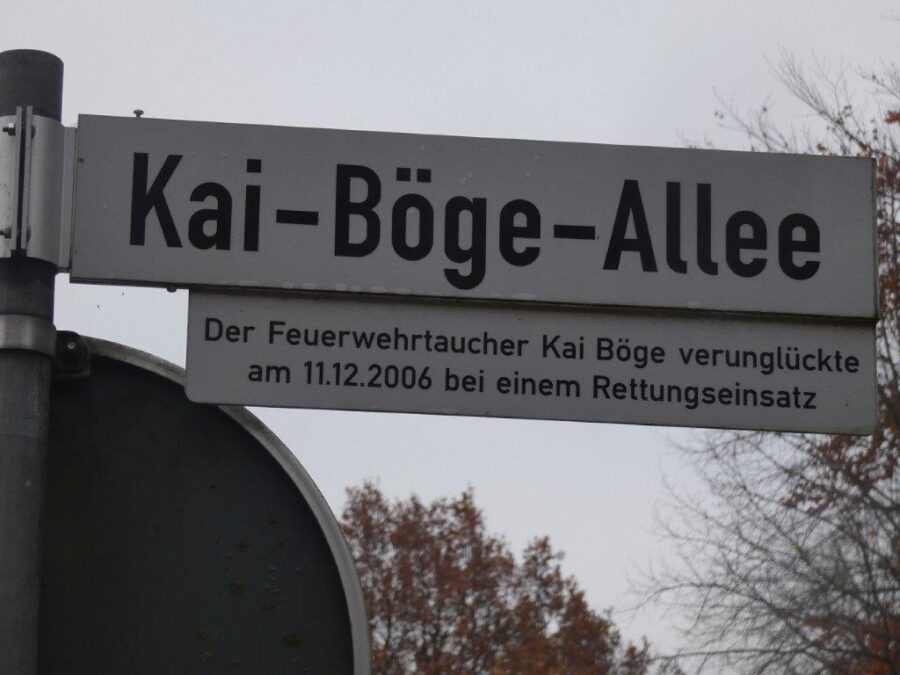 Kai-Böge-Allee
Der Feuerwehrtaucher Kai Böge verunglückte
am 11.12.2006 bei einem Rettungseinsatz